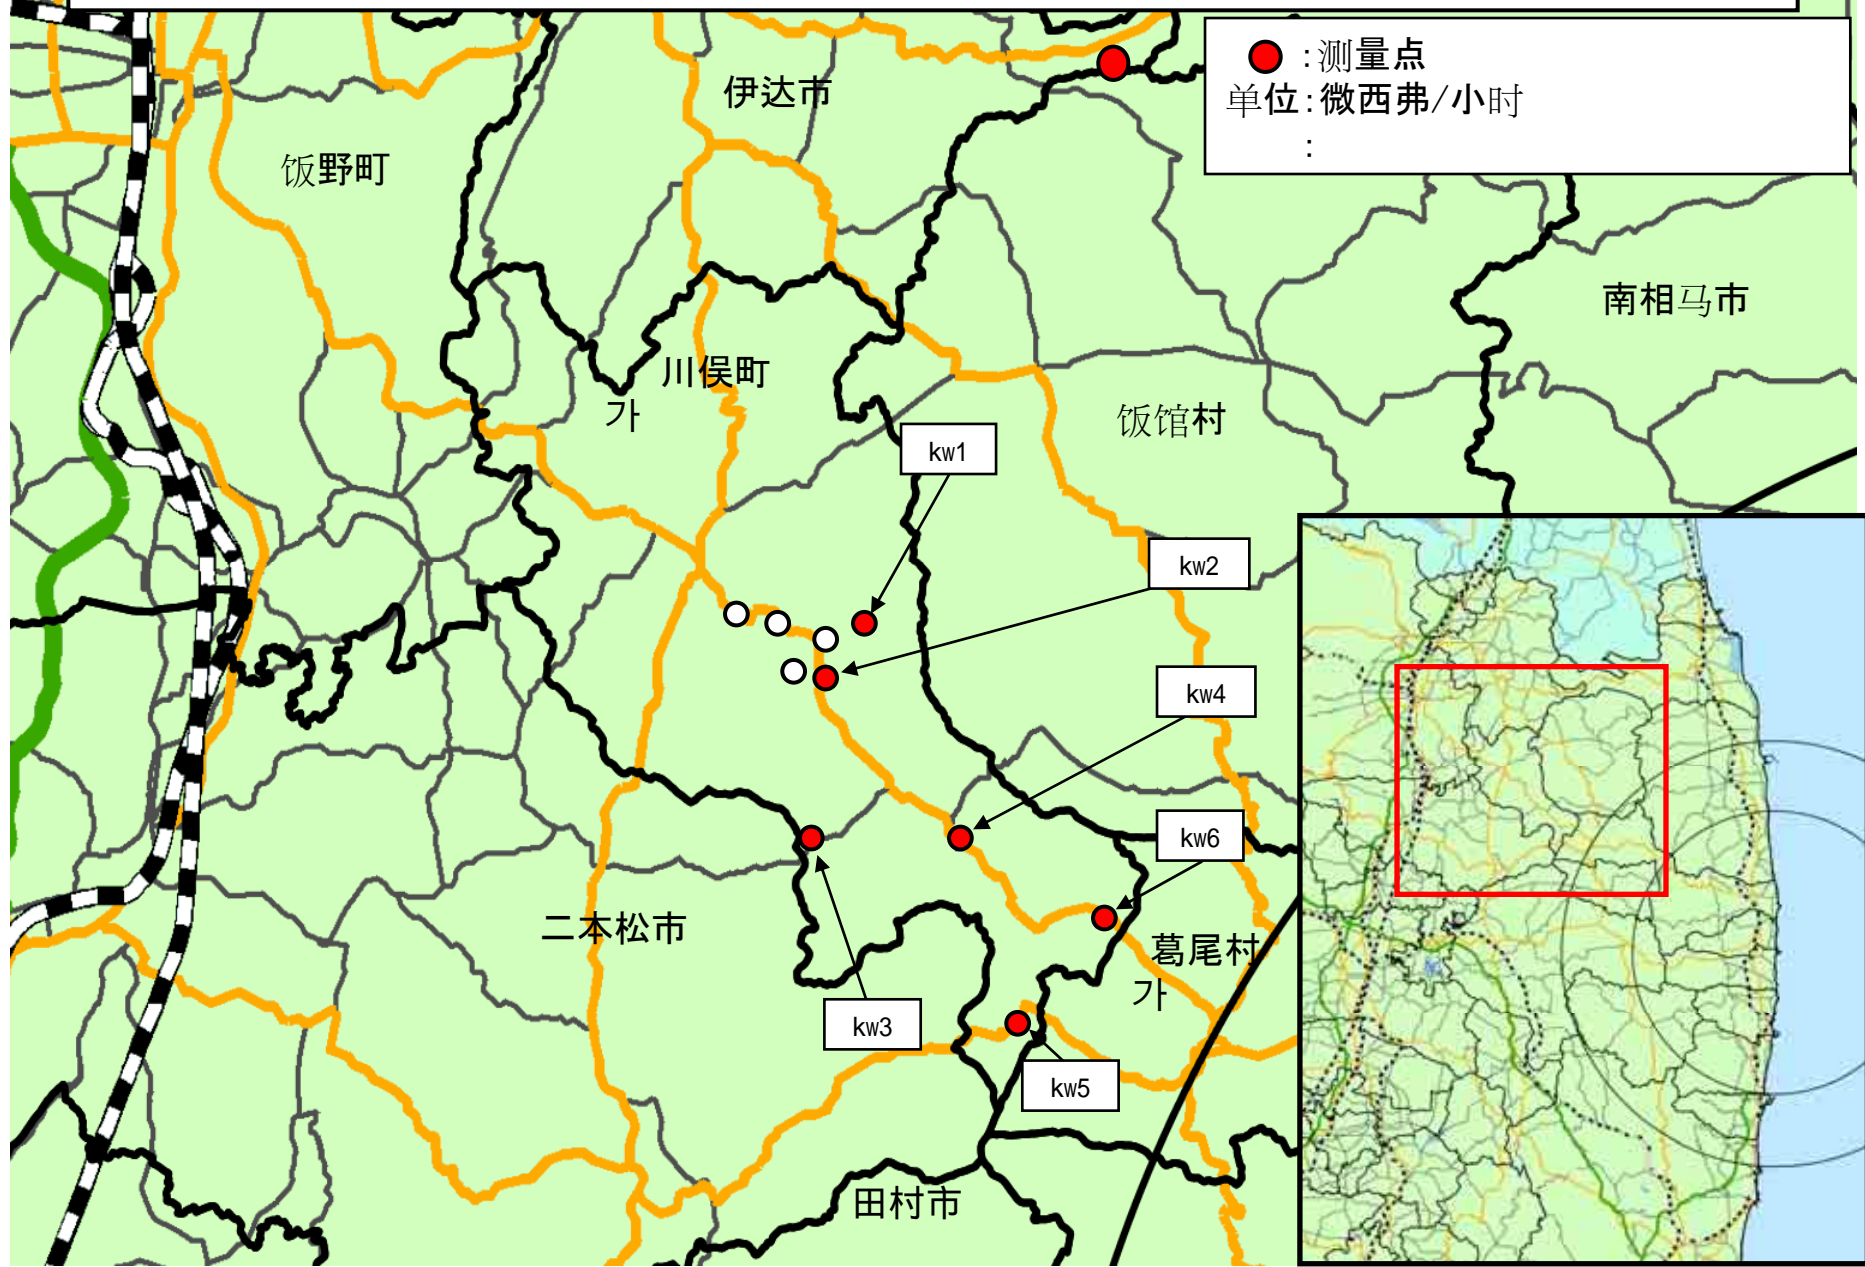 :测量点
单位:微西弗/小时
:
伊达市
饭野町
南相马市
川俣町
가
饭馆村
kw1
kw2
kw4
kw6
二本松市
葛尾村
가
kw3
kw5
田村市